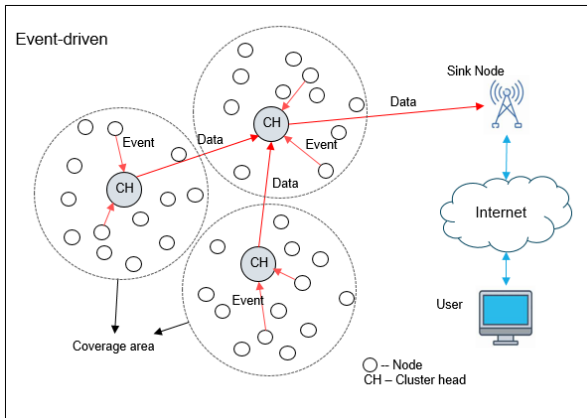 Event-driven
Sink Node
Data
CH
Event
Data
Event
CH
Data
Internet
CH
Event
User
Coverage area
-- Node
CH – Cluster head